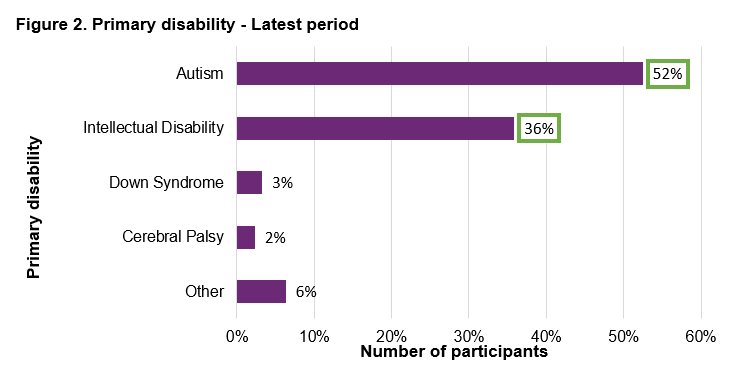 Figure 2. Primary disability - Latest period
Primary disability
Autism 52%
Intellectual Disability 36%
Down Syndrome 3%
Cerebral Palsy 2%
Other 6%
0% 10% 20% 30% 40% 50% 60%
Number of participants